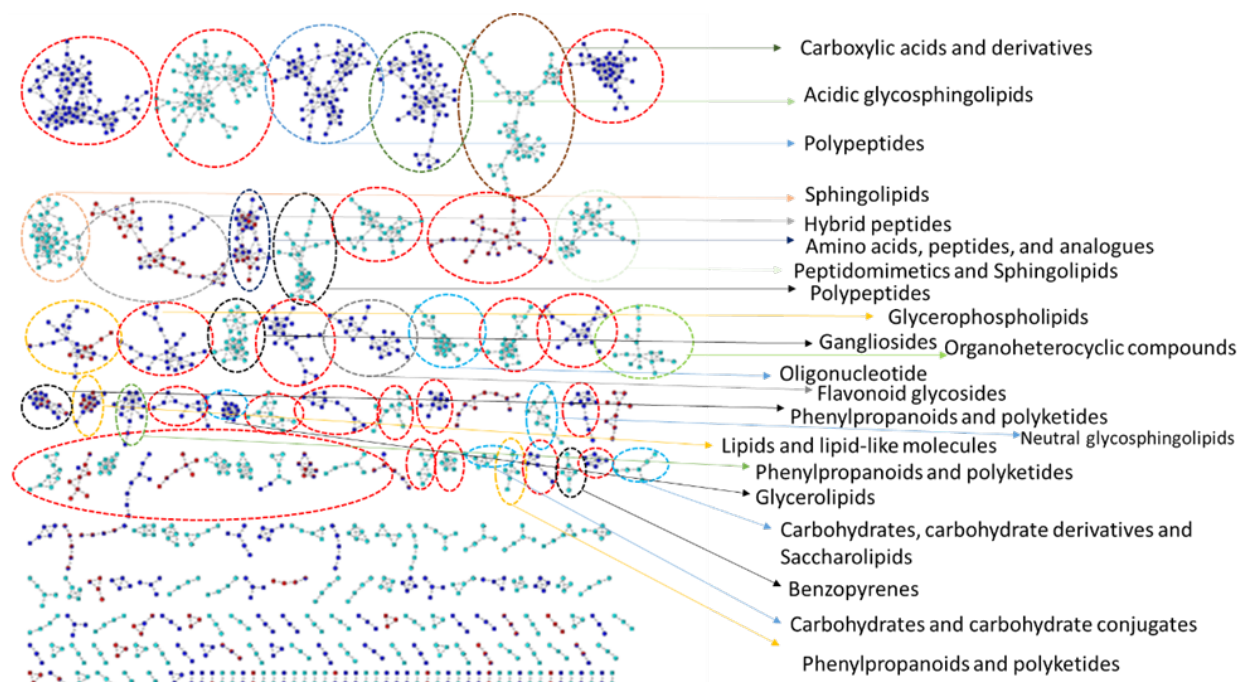 Carboxylic acids and derivatives
Acidic glycosphingolipids
Polypeptides
Sphingolipids
Hybrid peptides
Amino acids, peptides, and analogues
Peptidomimetics and Sphingolipids
Polypeptides
Glycerophospholipids
Gangliosides
Organoheterocyclic compounds
Oligonucleotide
Flavonoid glycosides
Phenylpropanoids and polyketides
Neutral glycosphingolipids
Lipids and lipid-like molecules
Phenylpropanoids and polyketides
Glycerolipids
Carbohydrates, carbohydrate derivatives and
Saccharolipids
Benzopyrenes
Carbohydrates and carbohydrate conjugates
Phenylpropanoids and polyketides